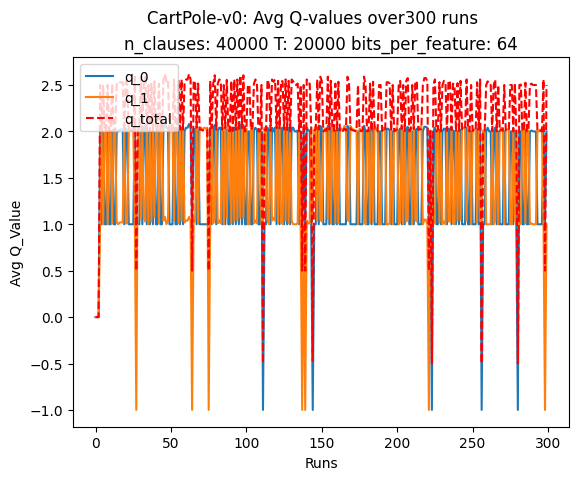 CartPole-v0: Avg Q-values over300 runs
n_clauses: 40000 T: 20000 bits_per_feature: 64
q_0
q_1
q_total
2.5
2.0
1.5
1.0
0.5
0.0
−0.5
−1.0
Avg Q_Value
0 50 100 150 200 250 300
Runs